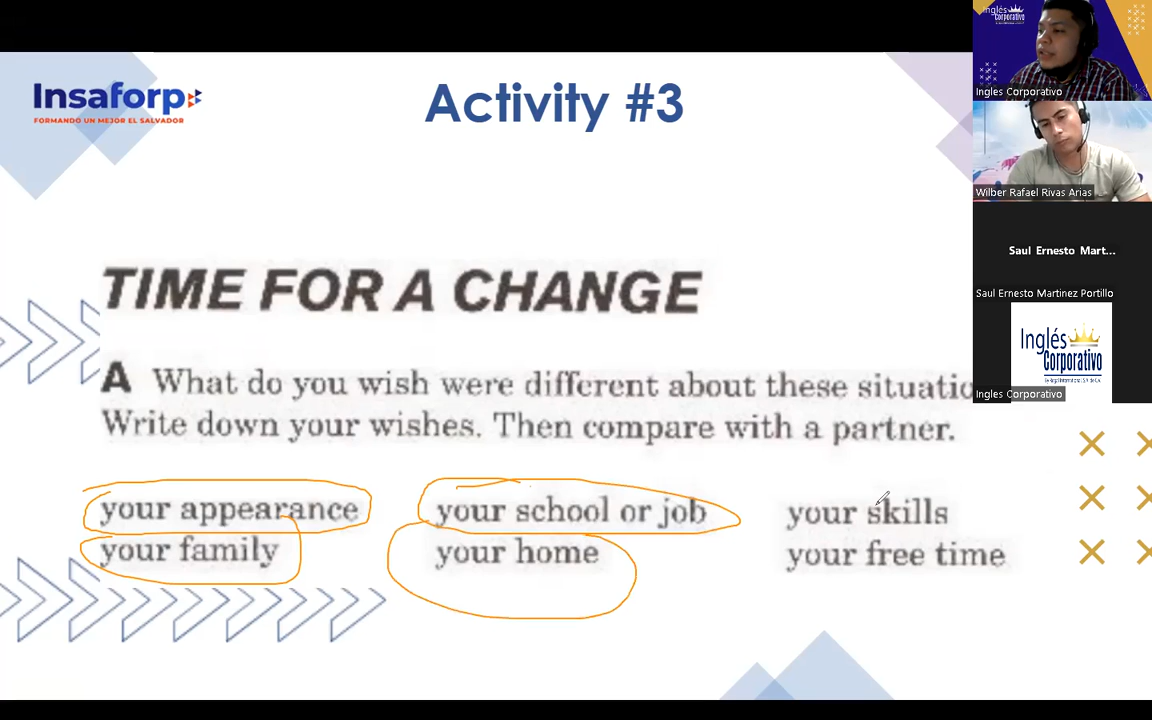 Insaforp
FORMANDO UN MEJOR EL SALVADOR
Activity #3
TIME FOR A CHANGE
A What do you wish were different about these situatio
Write down your wishes. Then compare with a partner.
your appearance your school or job your skills
your family your home your free time
Inglés
Corporativo
Ingles Corporativo
Wilber Rafael Rivas Arias
Saul Ernesto Mart...
Saul Ernesto Martinez Portillo
Inglés
Corporativo
Ingles Corporativo